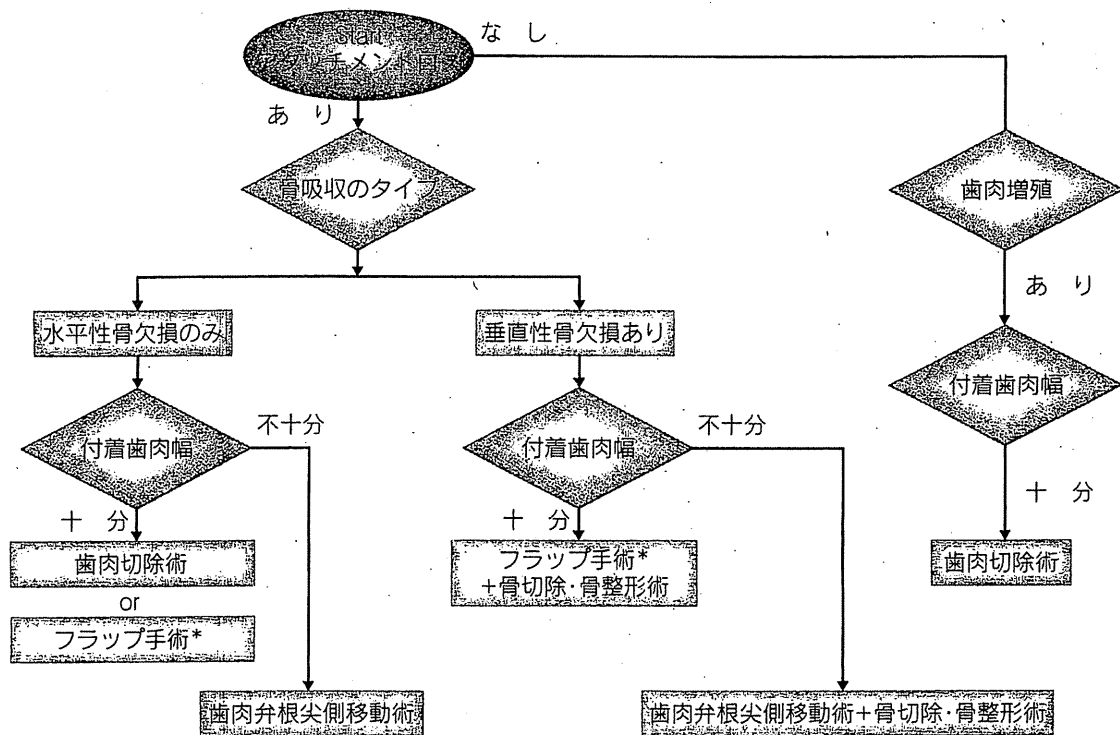 Start
アタッチメントロス
なし
あり
骨吸収のタイプ
歯肉増殖
あり
水平性骨欠損のみ
垂直性骨欠損あり
付着歯肉幅
不十分
付着歯肉幅
不十分
付着歯肉幅
十分
十分
十分
歯肉切除術
or
フラップ手術*
フラップ手術*
+骨切除・骨整形術
歯肉切除術
歯肉弁根尖側移動術
歯肉弁根尖側移動術+骨切除・骨整形術